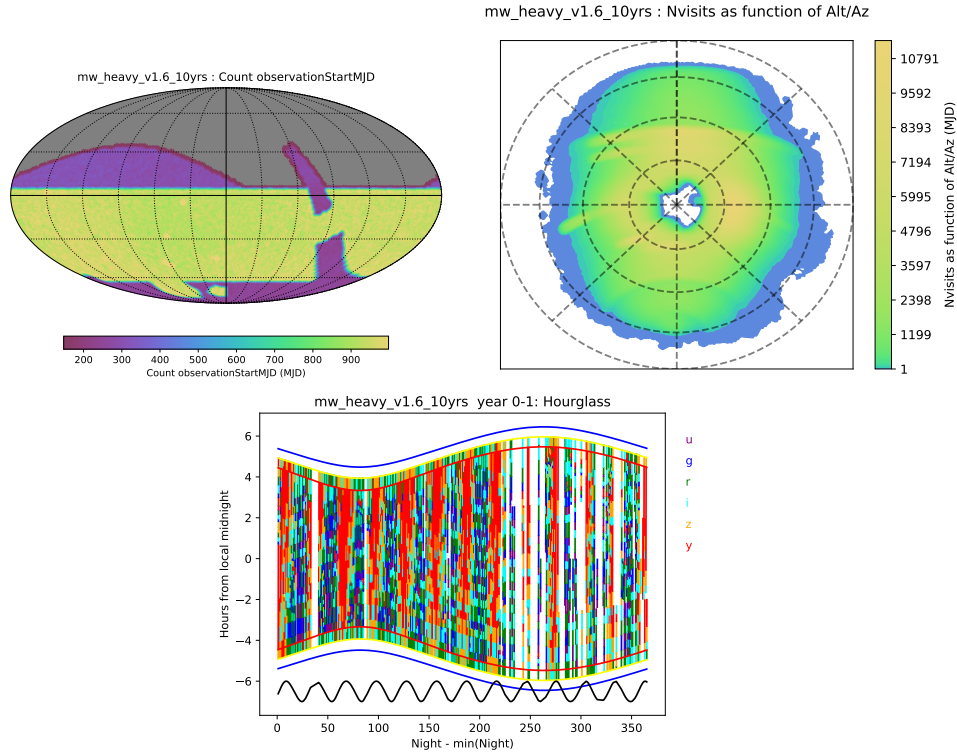 mw_heavy_v1.6_10yrs : Count observationStartMJD
200 300 400 500 600 700 800 900
Count observationStartMJD (MJD)
mw_heavy_v1.6_10yrs : Nvisits as function of Alt/Az
10791
9592
8393
7194
5995
4796
3597
2398
1199
1
Nvisits as function of Alt/Az (MJD)
mw_heavy_v1.6_10yrs year 0-1: Hourglass
6
4
2
0
−2
−4
−6
Hours from local midnight
0 50 100 150 200 250 300 350
Night - min(Night)
u
g
r
i
z
y